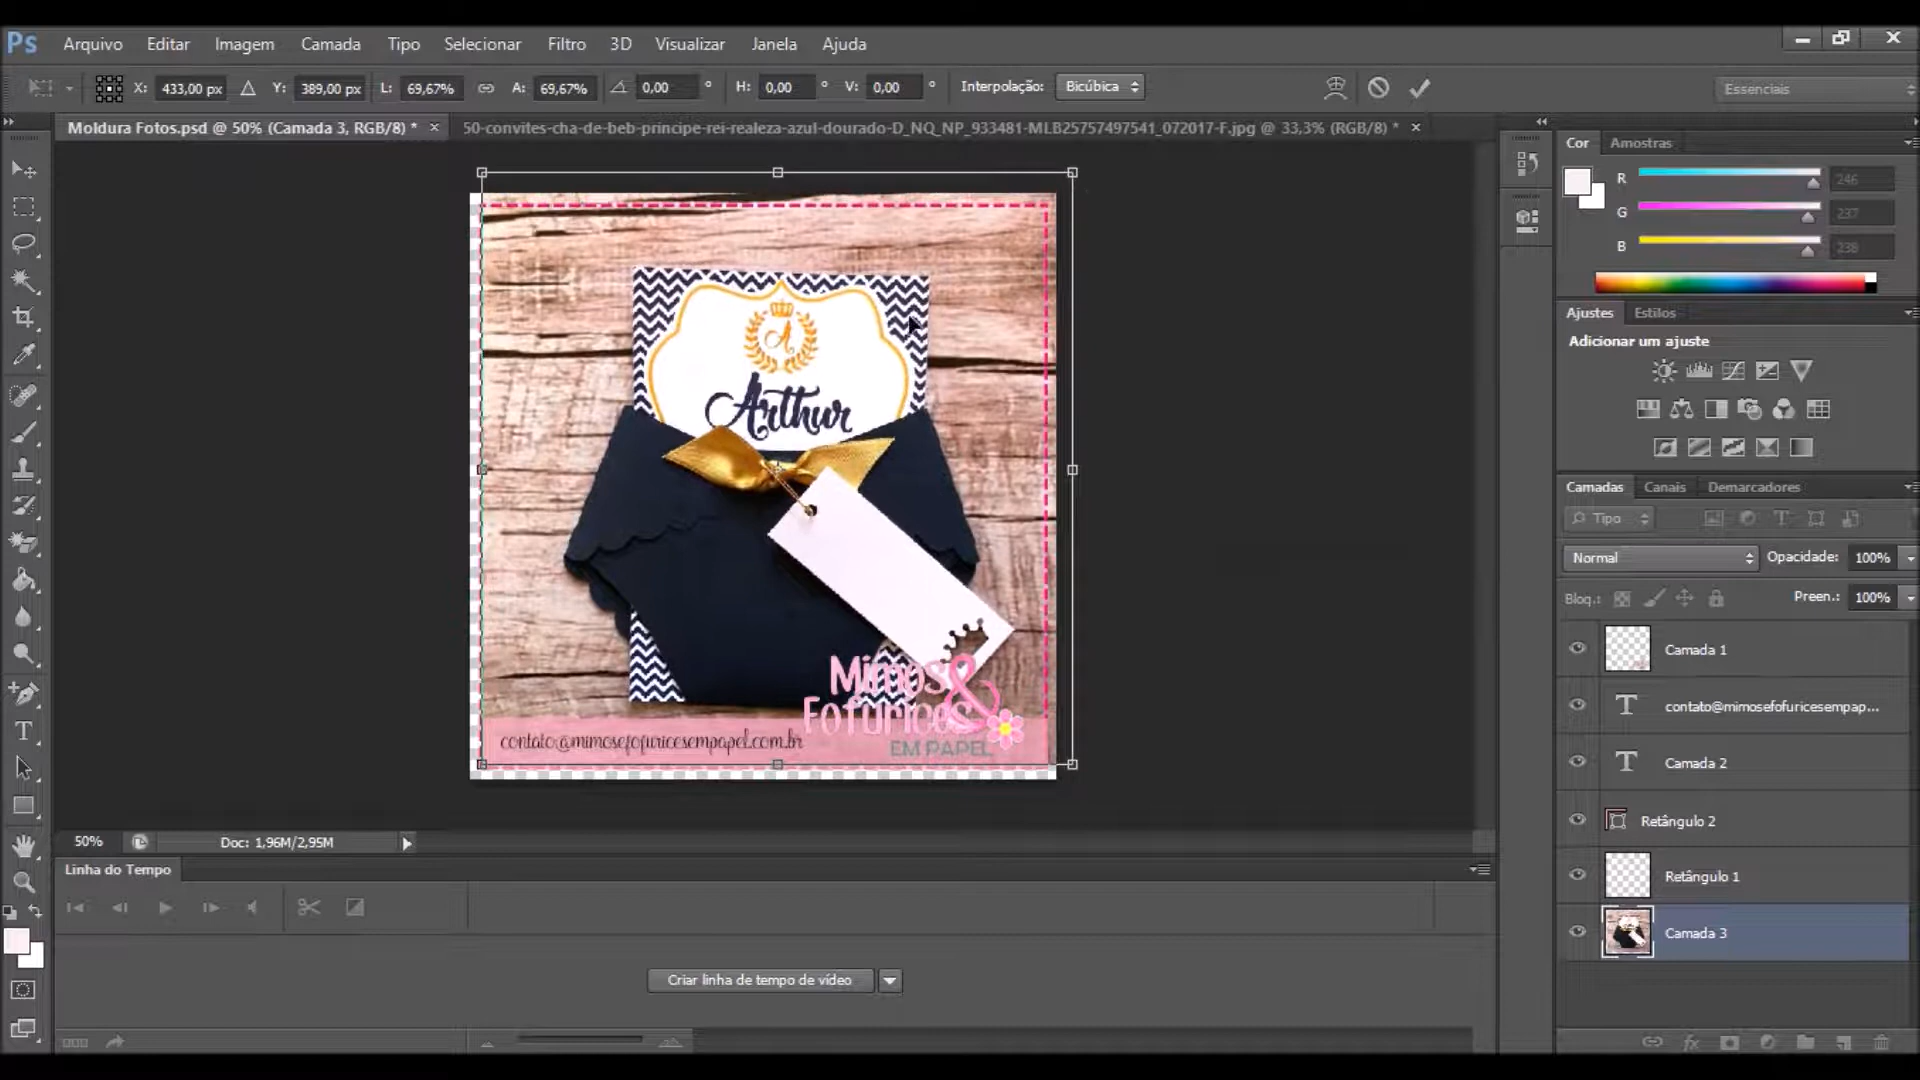 Ps Arquivo Editar Imagem Camada Tipo Selecionar Filtro 3D Visualizar Janela Ajuda
X: 433,00 px Y: 389,00 px L: 69,67% A: 69,67% 0,00 ° H: 0,00 ° V: 0,00 ° Interpolação: Bicúbica Essenciais
Moldura Fotos.psd @ 50% (Camada 3, RGB/8) * × 50-convites-cha-de-beb-principe-rei-realeza-azul-dourado-D_NQ_NP_933481-MLB25757497541_072017-F.jpg @ 33,3% (RGB/8) * ×
Cor Amostras
R 246
G 237
B 238
Ajustes Estilos
Adicionar um ajuste
Camadas Canais Demarcadores
Tipo
Normal Opacidade: 100%
Bloq.: Preen.: 100%
Camada 1
contato@mimosefofuricesempap...
Camada 2
Retângulo 2
Retângulo 1
Camada 3
A
Arthur
Mimos &
Fofurices
EM PAPEL
contato@mimosefofuricesempapel.com.br
50% Doc: 1,96M/2,95M
Linha do Tempo
Criar linha de tempo de vídeo